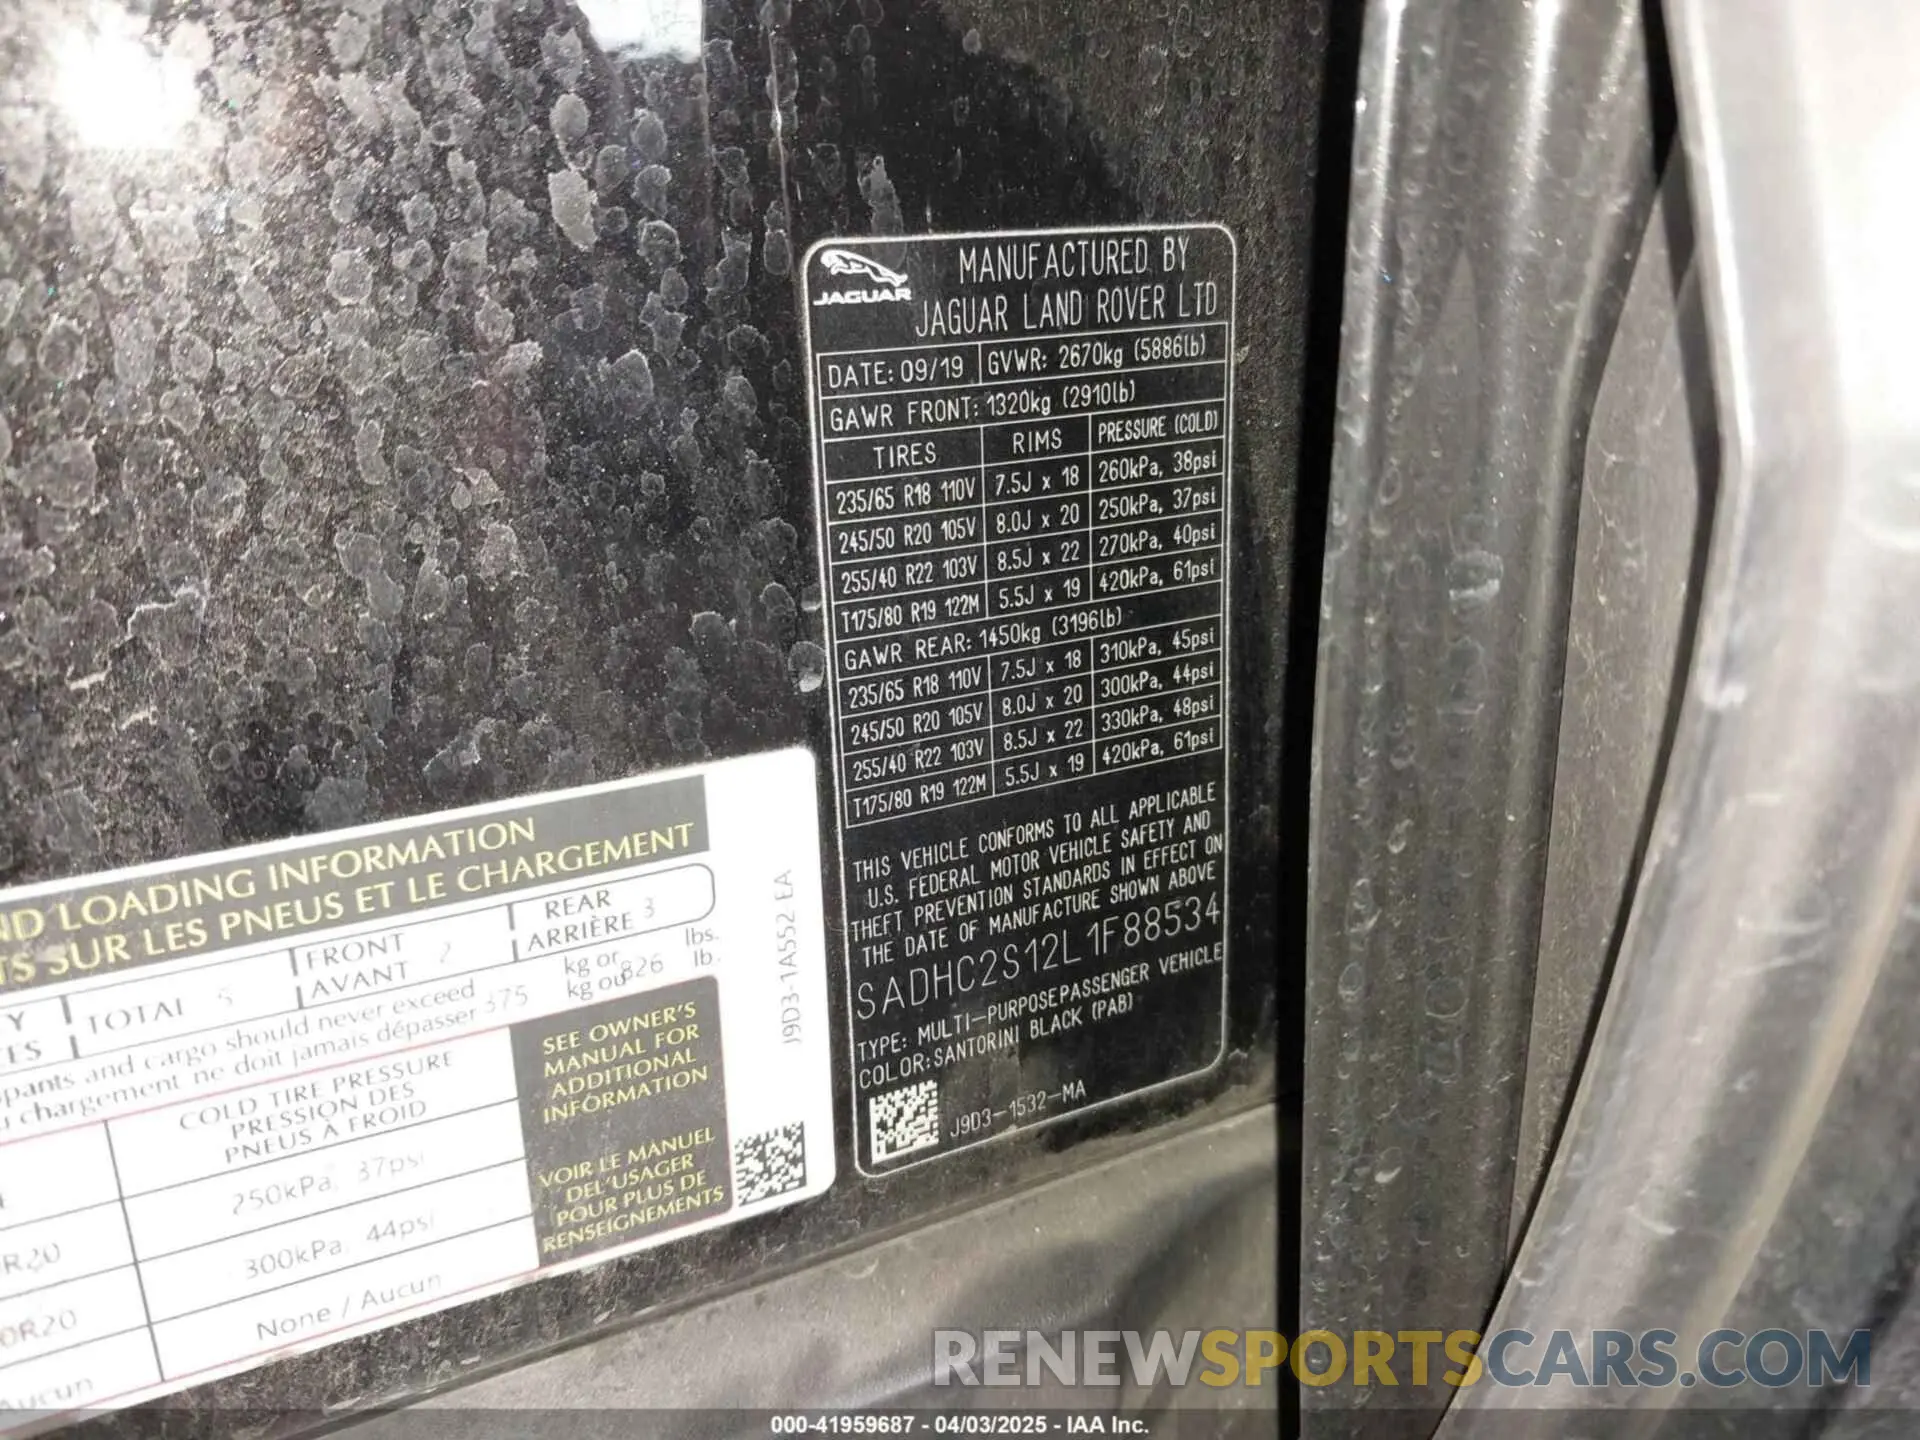 JAGUAR
MANUFACTURED BY
JAGUAR LAND ROVER LTD
DATE: 09/19 GVWR: 2670kg (5886lb)
GAWR FRONT: 1320kg (2910lb)
TIRES RIMS PRESSURE (COLD)
235/65 R18 110V 7.5J x 18 260kPa, 38psi
245/50 R20 105V 8.0J x 20 250kPa, 37psi
255/40 R22 103V 8.5J x 22 270kPa, 40psi
T175/80 R19 122M 5.5J x 19 420kPa, 61psi
GAWR REAR: 1450kg (3196lb)
235/65 R18 110V 7.5J x 18 310kPa, 45psi
245/50 R20 105V 8.0J x 20 300kPa, 44psi
255/40 R22 103V 8.5J x 22 330kPa, 48psi
T175/80 R19 122M 5.5J x 19 420kPa, 61psi
THIS VEHICLE CONFORMS TO ALL APPLICABLE
U.S. FEDERAL MOTOR VEHICLE SAFETY AND
THEFT PREVENTION STANDARDS IN EFFECT ON
THE DATE OF MANUFACTURE SHOWN ABOVE
SADHC2S12L1F88534
TYPE: MULTI-PURPOSE PASSENGER VEHICLE
COLOR: SANTORINI BLACK (PAB)
J9D3-1532-MA
ND LOADING INFORMATION
TS SUR LES PNEUS ET LE CHARGEMENT
Y TOTAL 5 FRONT 2 REAR 3
ES AVANT ARRIÈRE
pants and cargo should never exceed 375 kg or 826 lbs.
u chargement ne doit jamais dépasser kg ou lb.
COLD TIRE PRESSURE
PRESSION DES
PNEUS À FROID
250kPa, 37psi
R20 300kPa, 44psi
0R20 None / Aucun
Aucun
SEE OWNER'S
MANUAL FOR
ADDITIONAL
INFORMATION
VOIR LE MANUEL
DEL'USAGER
POUR PLUS DE
RENSEIGNEMENTS
J9D3-1A552-EA
RENEWSPORTSCARS.COM
000-41959687 - 04/03/2025 - IAA Inc.